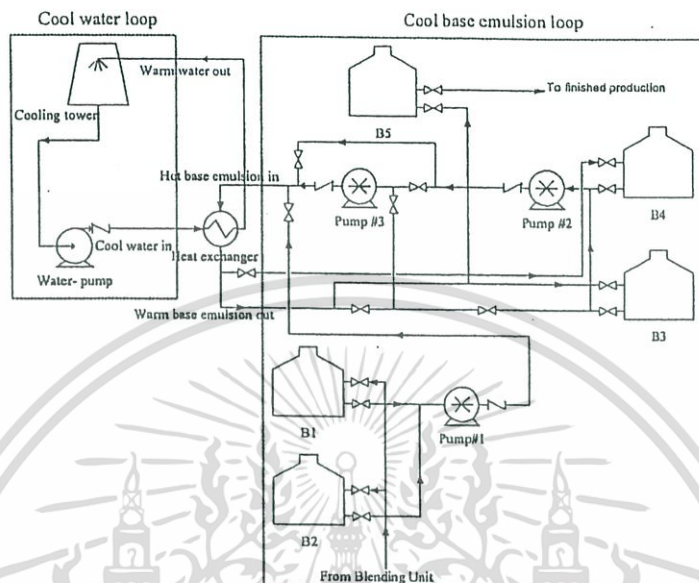 Cool water loop
Cool base emulsion loop
Warm water out
To finished production
Cooling tower
B5
Hot base emulsion in
Pump #3
Pump #2
B4
Cool water in
Heat exchanger
Water- pump
Warm base emulsion out
B3
B1
Pump#1
B2
From Blending Unit